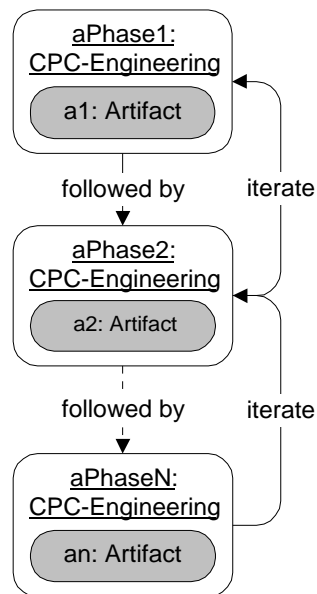 aPhase1:
CPC-Engineering
a1: Artifact
followed by
iterate
aPhase2:
CPC-Engineering
a2: Artifact
followed by
iterate
aPhaseN:
CPC-Engineering
an: Artifact